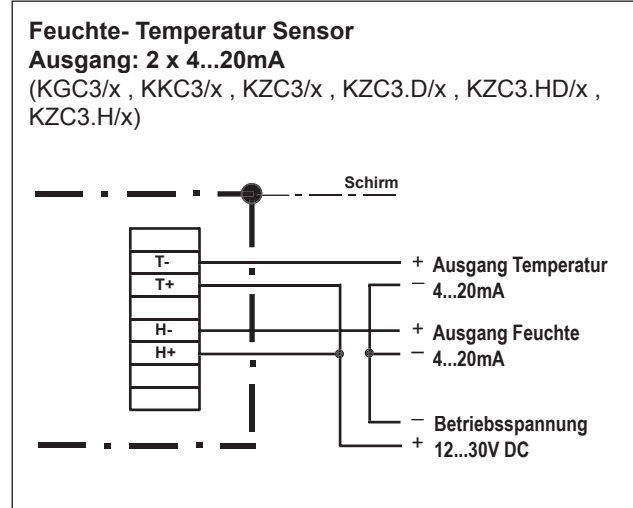 Feuchte- Temperatur Sensor
Ausgang: 2 x 4...20mA
(KGC3/x , KKC3/x , KZC3/x , KZC3.D/x , KZC3.HD/x ,
KZC3.H/x)
Schirm
T-
+ Ausgang Temperatur
T+
− 4...20mA
H-
+ Ausgang Feuchte
H+
− 4...20mA
− Betriebsspannung
+ 12...30V DC